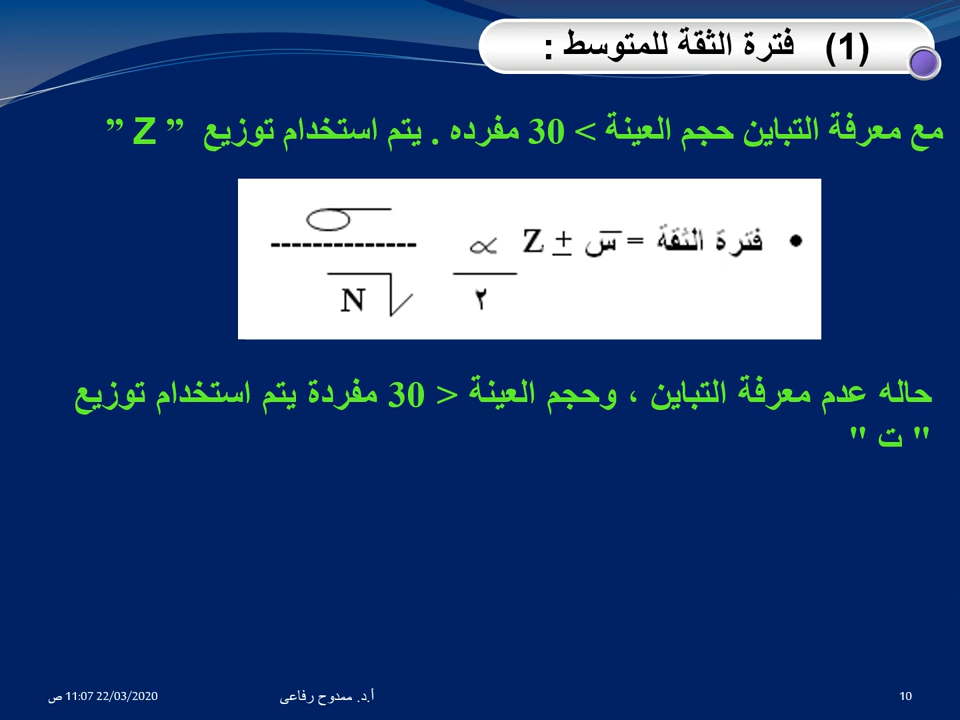 (1) فترة الثقة للمتوسط :
مع معرفة التباين حجم العينة > 30 مفرده . يتم استخدام توزيع ” Z ”
• فترة الثقة = س ± Z ∝/٢ σ/√N
حاله عدم معرفة التباين ، وحجم العينة < 30 مفردة يتم استخدام توزيع
" ت "
22/03/2020 11:07 ص
أ.د. ممدوح رفاعى
10